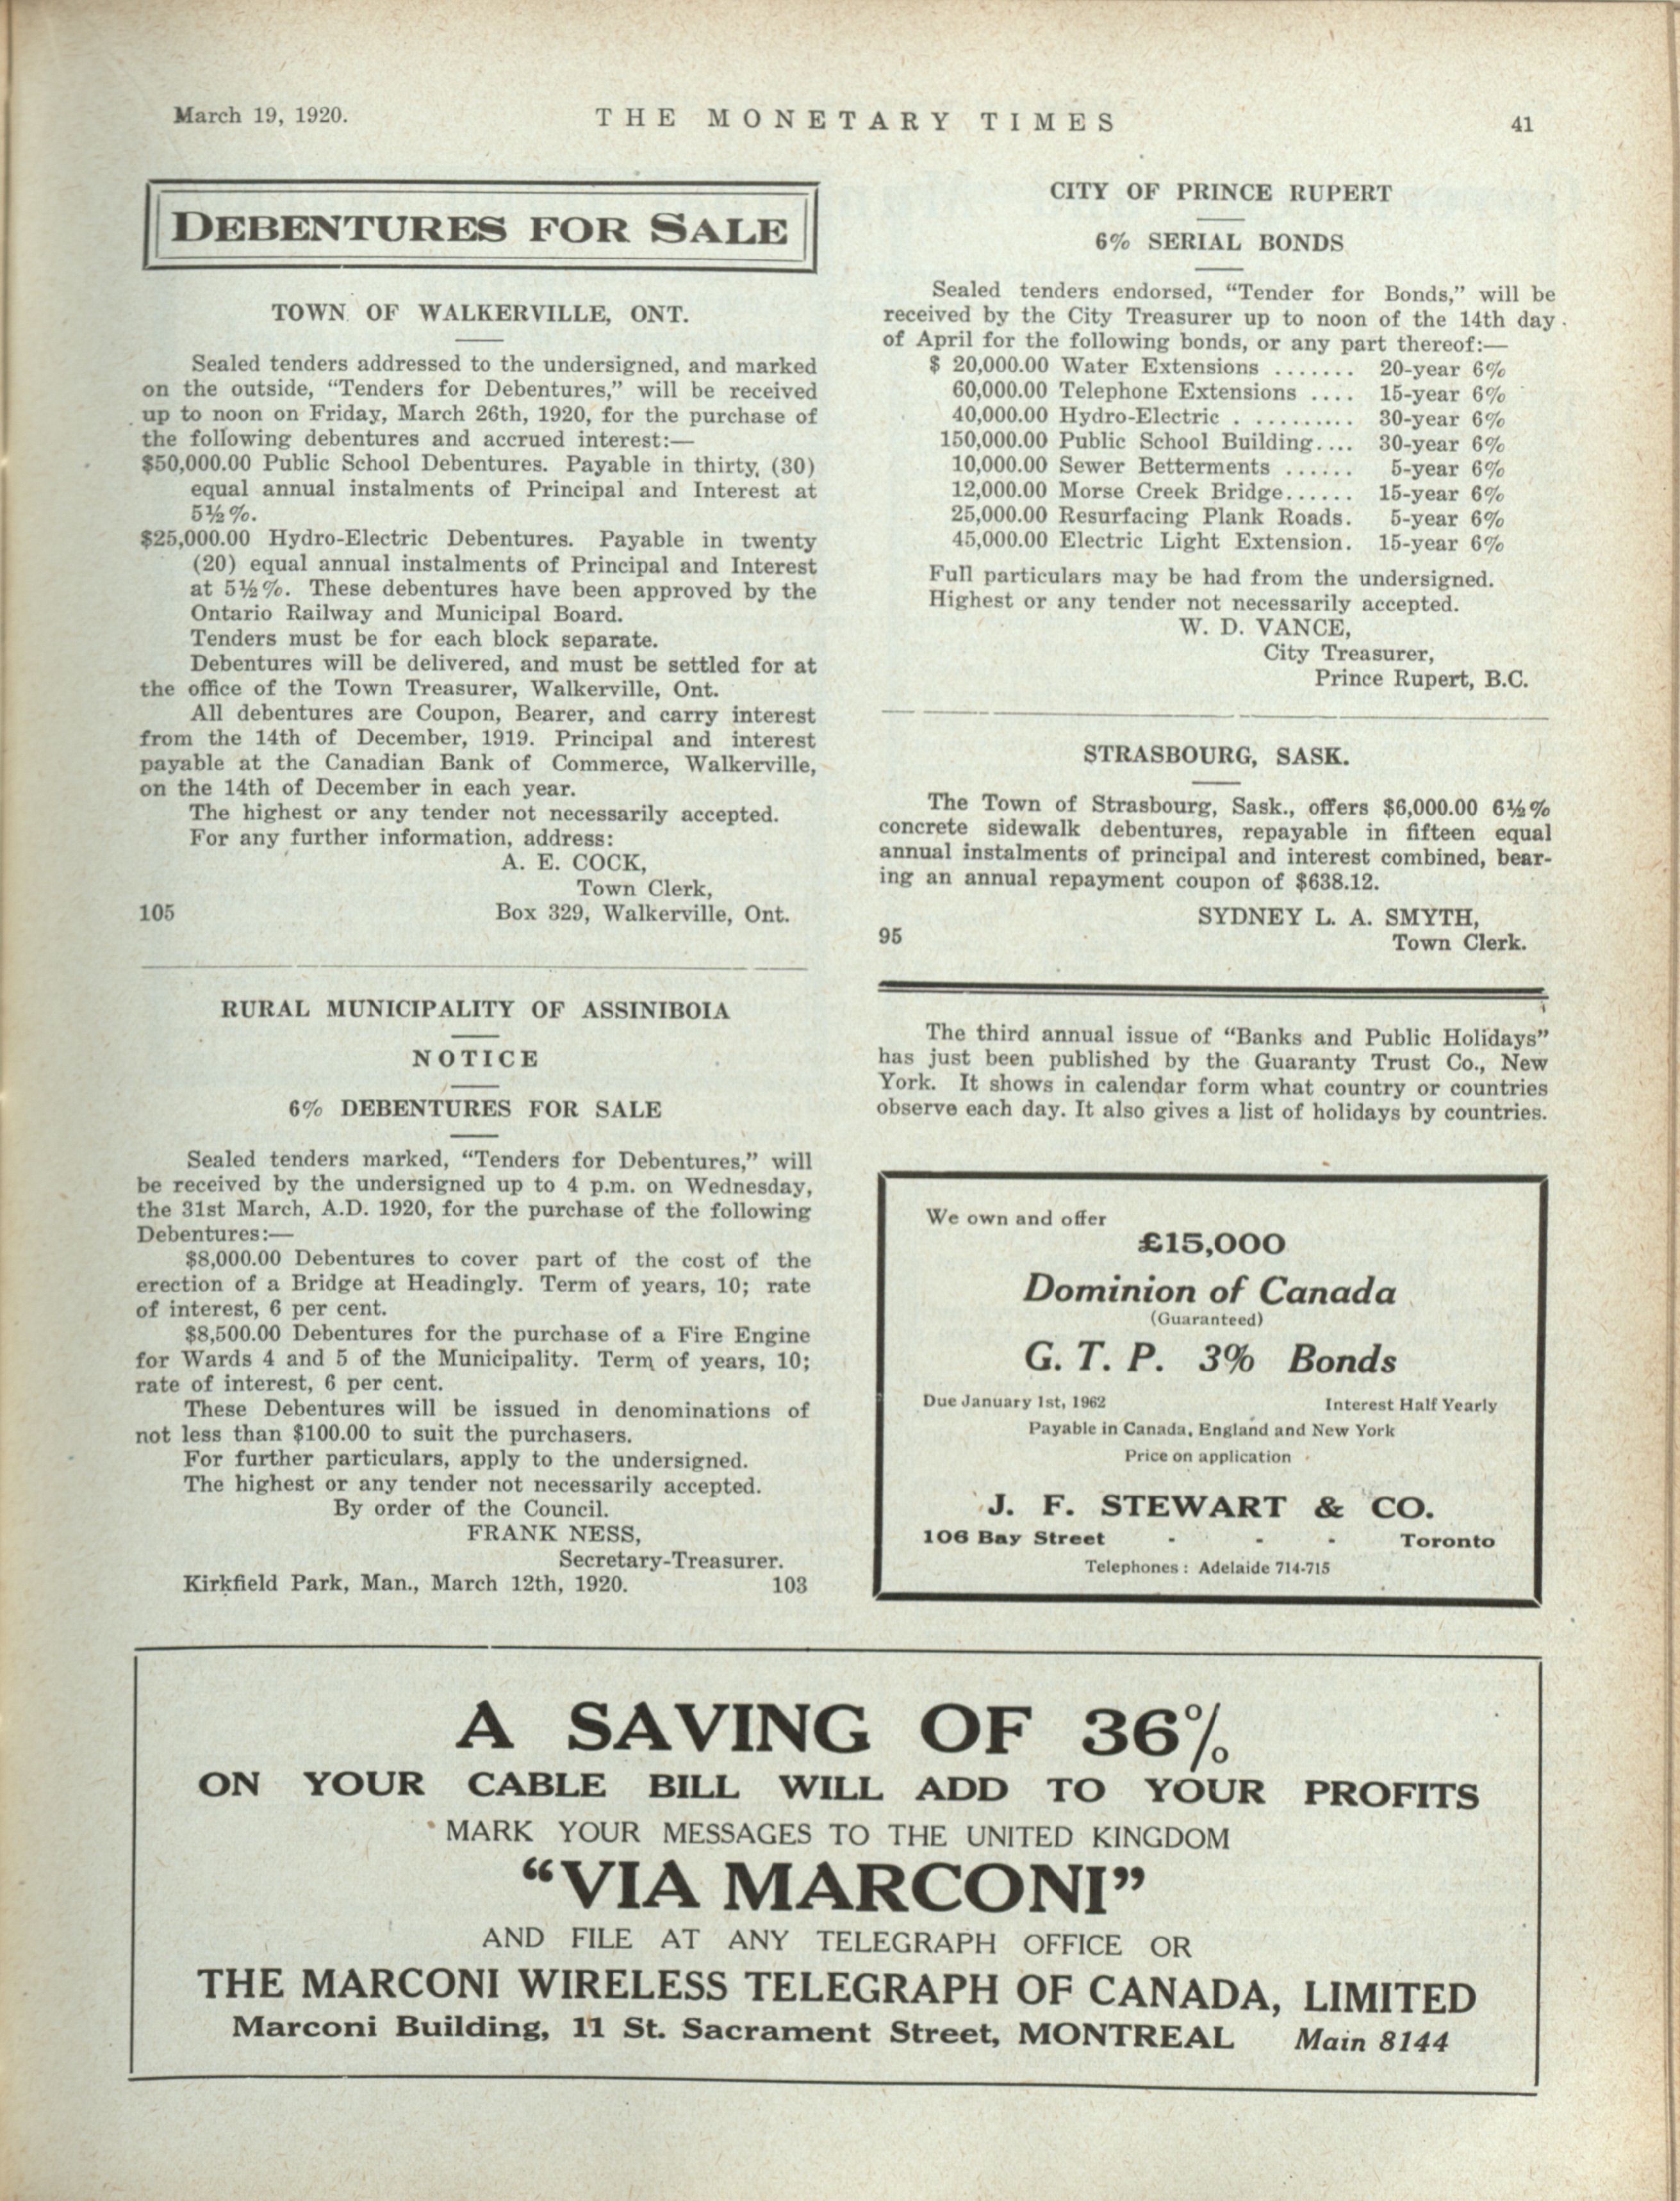 March 19, 1920.
THE MONETARY TIMES
41
DEBENTURES FOR SALE
TOWN OF WALKERVILLE, ONT.
Sealed tenders addressed to the undersigned, and marked
on the outside, “Tenders for Debentures,” will be received
up to noon on Friday, March 26th, 1920, for the purchase of
the following debentures and accrued interest:—
$50,000.00 Public School Debentures. Payable in thirty, (30)
equal annual instalments of Principal and Interest at
5½%.
$25,000.00 Hydro-Electric Debentures. Payable in twenty
(20) equal annual instalments of Principal and Interest
at 5½%. These debentures have been approved by the
Ontario Railway and Municipal Board.
Tenders must be for each block separate.
Debentures will be delivered, and must be settled for at
the office of the Town Treasurer, Walkerville, Ont.
All debentures are Coupon, Bearer, and carry interest
from the 14th of December, 1919. Principal and interest
payable at the Canadian Bank of Commerce, Walkerville,
on the 14th of December in each year.
The highest or any tender not necessarily accepted.
For any further information, address:
A. E. COCK,
Town Clerk,
105 Box 329, Walkerville, Ont.
RURAL MUNICIPALITY OF ASSINIBOIA
NOTICE
6% DEBENTURES FOR SALE
Sealed tenders marked, “Tenders for Debentures,” will
be received by the undersigned up to 4 p.m. on Wednesday,
the 31st March, A.D. 1920, for the purchase of the following
Debentures:—
$8,000.00 Debentures to cover part of the cost of the
erection of a Bridge at Headingly. Term of years, 10; rate
of interest, 6 per cent.
$8,500.00 Debentures for the purchase of a Fire Engine
for Wards 4 and 5 of the Municipality. Term of years, 10;
rate of interest, 6 per cent.
These Debentures will be issued in denominations of
not less than $100.00 to suit the purchasers.
For further particulars, apply to the undersigned.
The highest or any tender not necessarily accepted.
By order of the Council.
FRANK NESS,
Secretary-Treasurer.
Kirkfield Park, Man., March 12th, 1920. 103
CITY OF PRINCE RUPERT
6% SERIAL BONDS
Sealed tenders endorsed, “Tender for Bonds,” will be
received by the City Treasurer up to noon of the 14th day
of April for the following bonds, or any part thereof:—
$ 20,000.00 Water Extensions ....... 20-year 6%
60,000.00 Telephone Extensions .... 15-year 6%
40,000.00 Hydro-Electric . ......... 30-year 6%
150,000.00 Public School Building.... 30-year 6%
10,000.00 Sewer Betterments ...... 5-year 6%
12,000.00 Morse Creek Bridge...... 15-year 6%
25,000.00 Resurfacing Plank Roads. 5-year 6%
45,000.00 Electric Light Extension. 15-year 6%
Full particulars may be had from the undersigned.
Highest or any tender not necessarily accepted.
W. D. VANCE,
City Treasurer,
Prince Rupert, B.C.
STRASBOURG, SASK.
The Town of Strasbourg, Sask., offers $6,000.00 6½%
concrete sidewalk debentures, repayable in fifteen equal
annual instalments of principal and interest combined, bear-
ing an annual repayment coupon of $638.12.
SYDNEY L. A. SMYTH,
95 Town Clerk.
The third annual issue of “Banks and Public Holidays”
has just been published by the Guaranty Trust Co., New
York. It shows in calendar form what country or countries
observe each day. It also gives a list of holidays by countries.
We own and offer
£15,000
Dominion of Canada
(Guaranteed)
G. T. P. 3% Bonds
Due January 1st, 1962 Interest Half Yearly
Payable in Canada, England and New York
Price on application
J. F. STEWART & CO.
106 Bay Street - - - Toronto
Telephones : Adelaide 714-715
A SAVING OF 36%
ON YOUR CABLE BILL WILL ADD TO YOUR PROFITS
MARK YOUR MESSAGES TO THE UNITED KINGDOM
“VIA MARCONI”
AND FILE AT ANY TELEGRAPH OFFICE OR
THE MARCONI WIRELESS TELEGRAPH OF CANADA, LIMITED
Marconi Building, 11 St. Sacrament Street, MONTREAL Main 8144